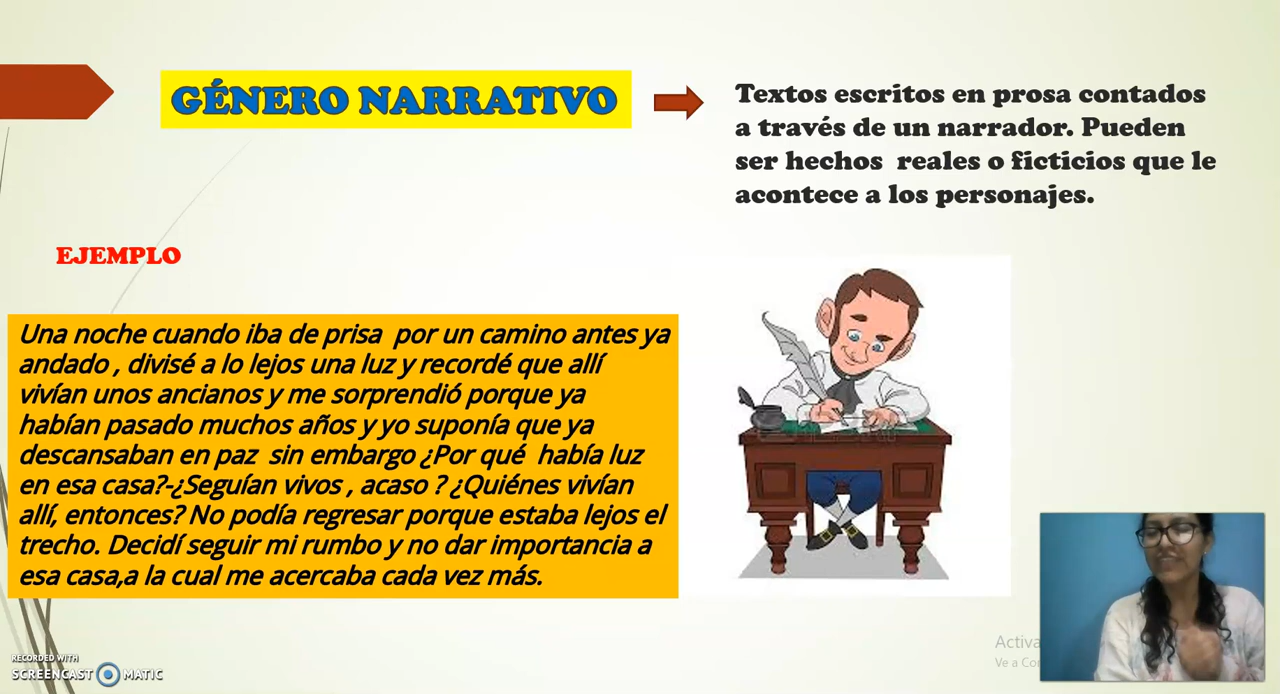 GÉNERO NARRATIVO
Textos escritos en prosa contados
a través de un narrador. Pueden
ser hechos reales o ficticios que le
acontece a los personajes.
EJEMPLO
Una noche cuando iba de prisa por un camino antes ya
andado , divisé a lo lejos una luz y recordé que allí
vivían unos ancianos y me sorprendió porque ya
habían pasado muchos años y yo suponía que ya
descansaban en paz sin embargo ¿Por qué había luz
en esa casa?-¿Seguían vivos , acaso ? ¿Quiénes vivían
allí, entonces? No podía regresar porque estaba lejos el
trecho. Decidí seguir mi rumbo y no dar importancia a
esa casa,a la cual me acercaba cada vez más.
Activa
Ve a
RECORDED WITH
SCREENCAST MATIC